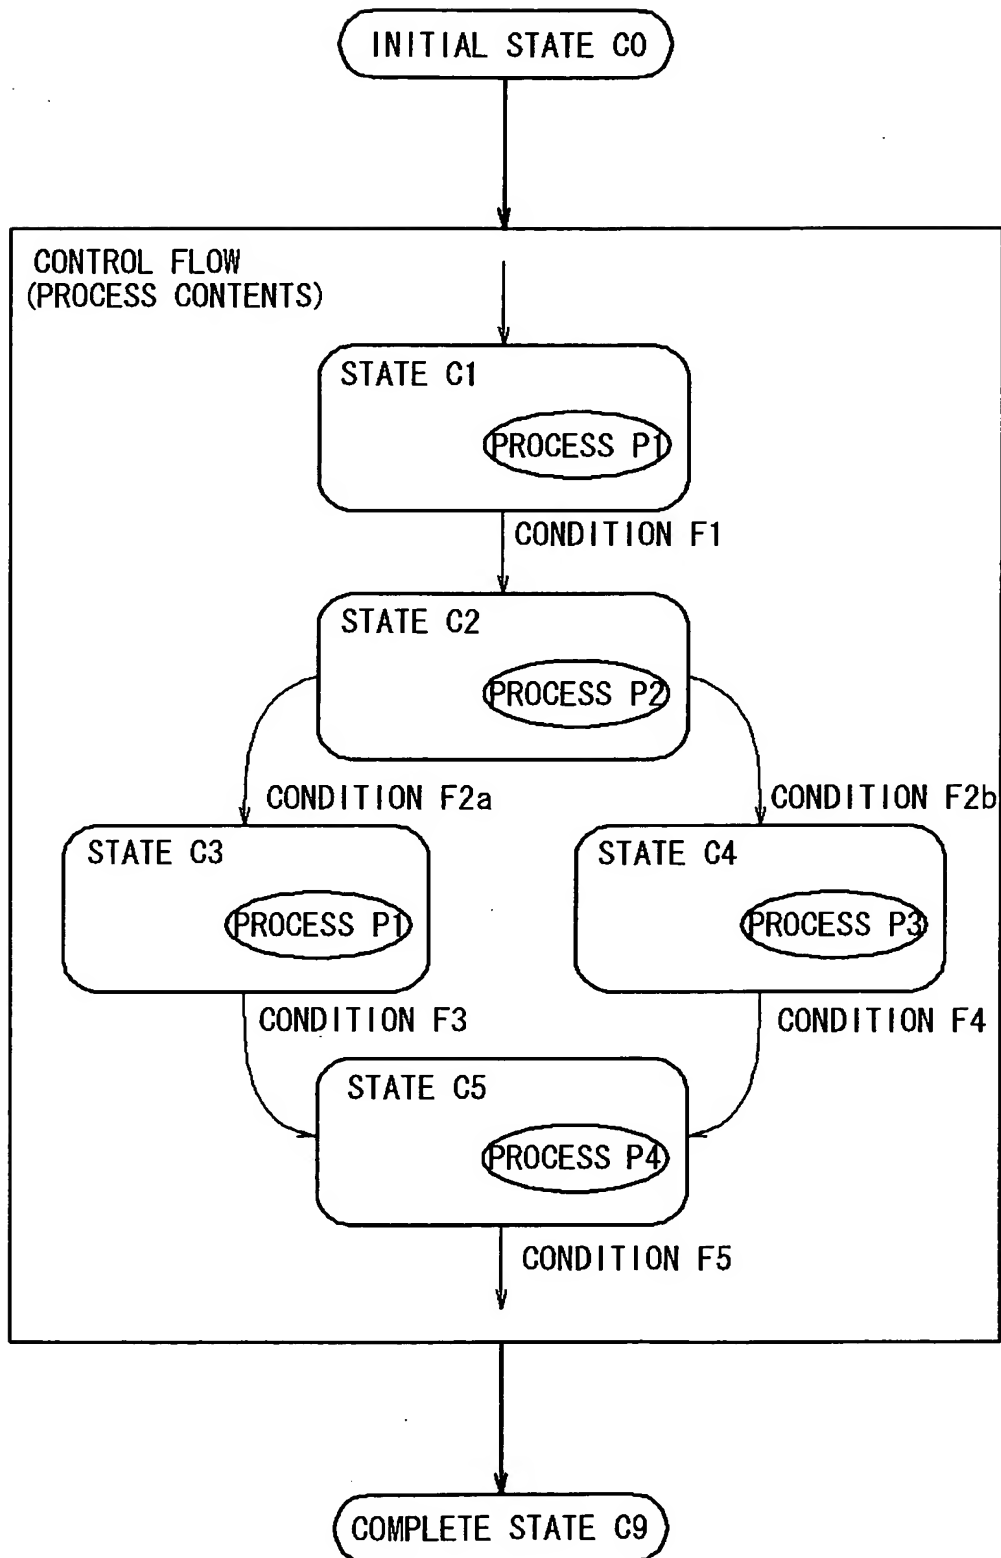 INITIAL STATE C0
CONTROL FLOW
(PROCESS CONTENTS)
STATE C1
PROCESS P1
CONDITION F1
STATE C2
PROCESS P2
CONDITION F2a
CONDITION F2b
STATE C3
STATE C4
PROCESS P1
PROCESS P3
CONDITION F3
CONDITION F4
STATE C5
PROCESS P4
CONDITION F5
COMPLETE STATE C9